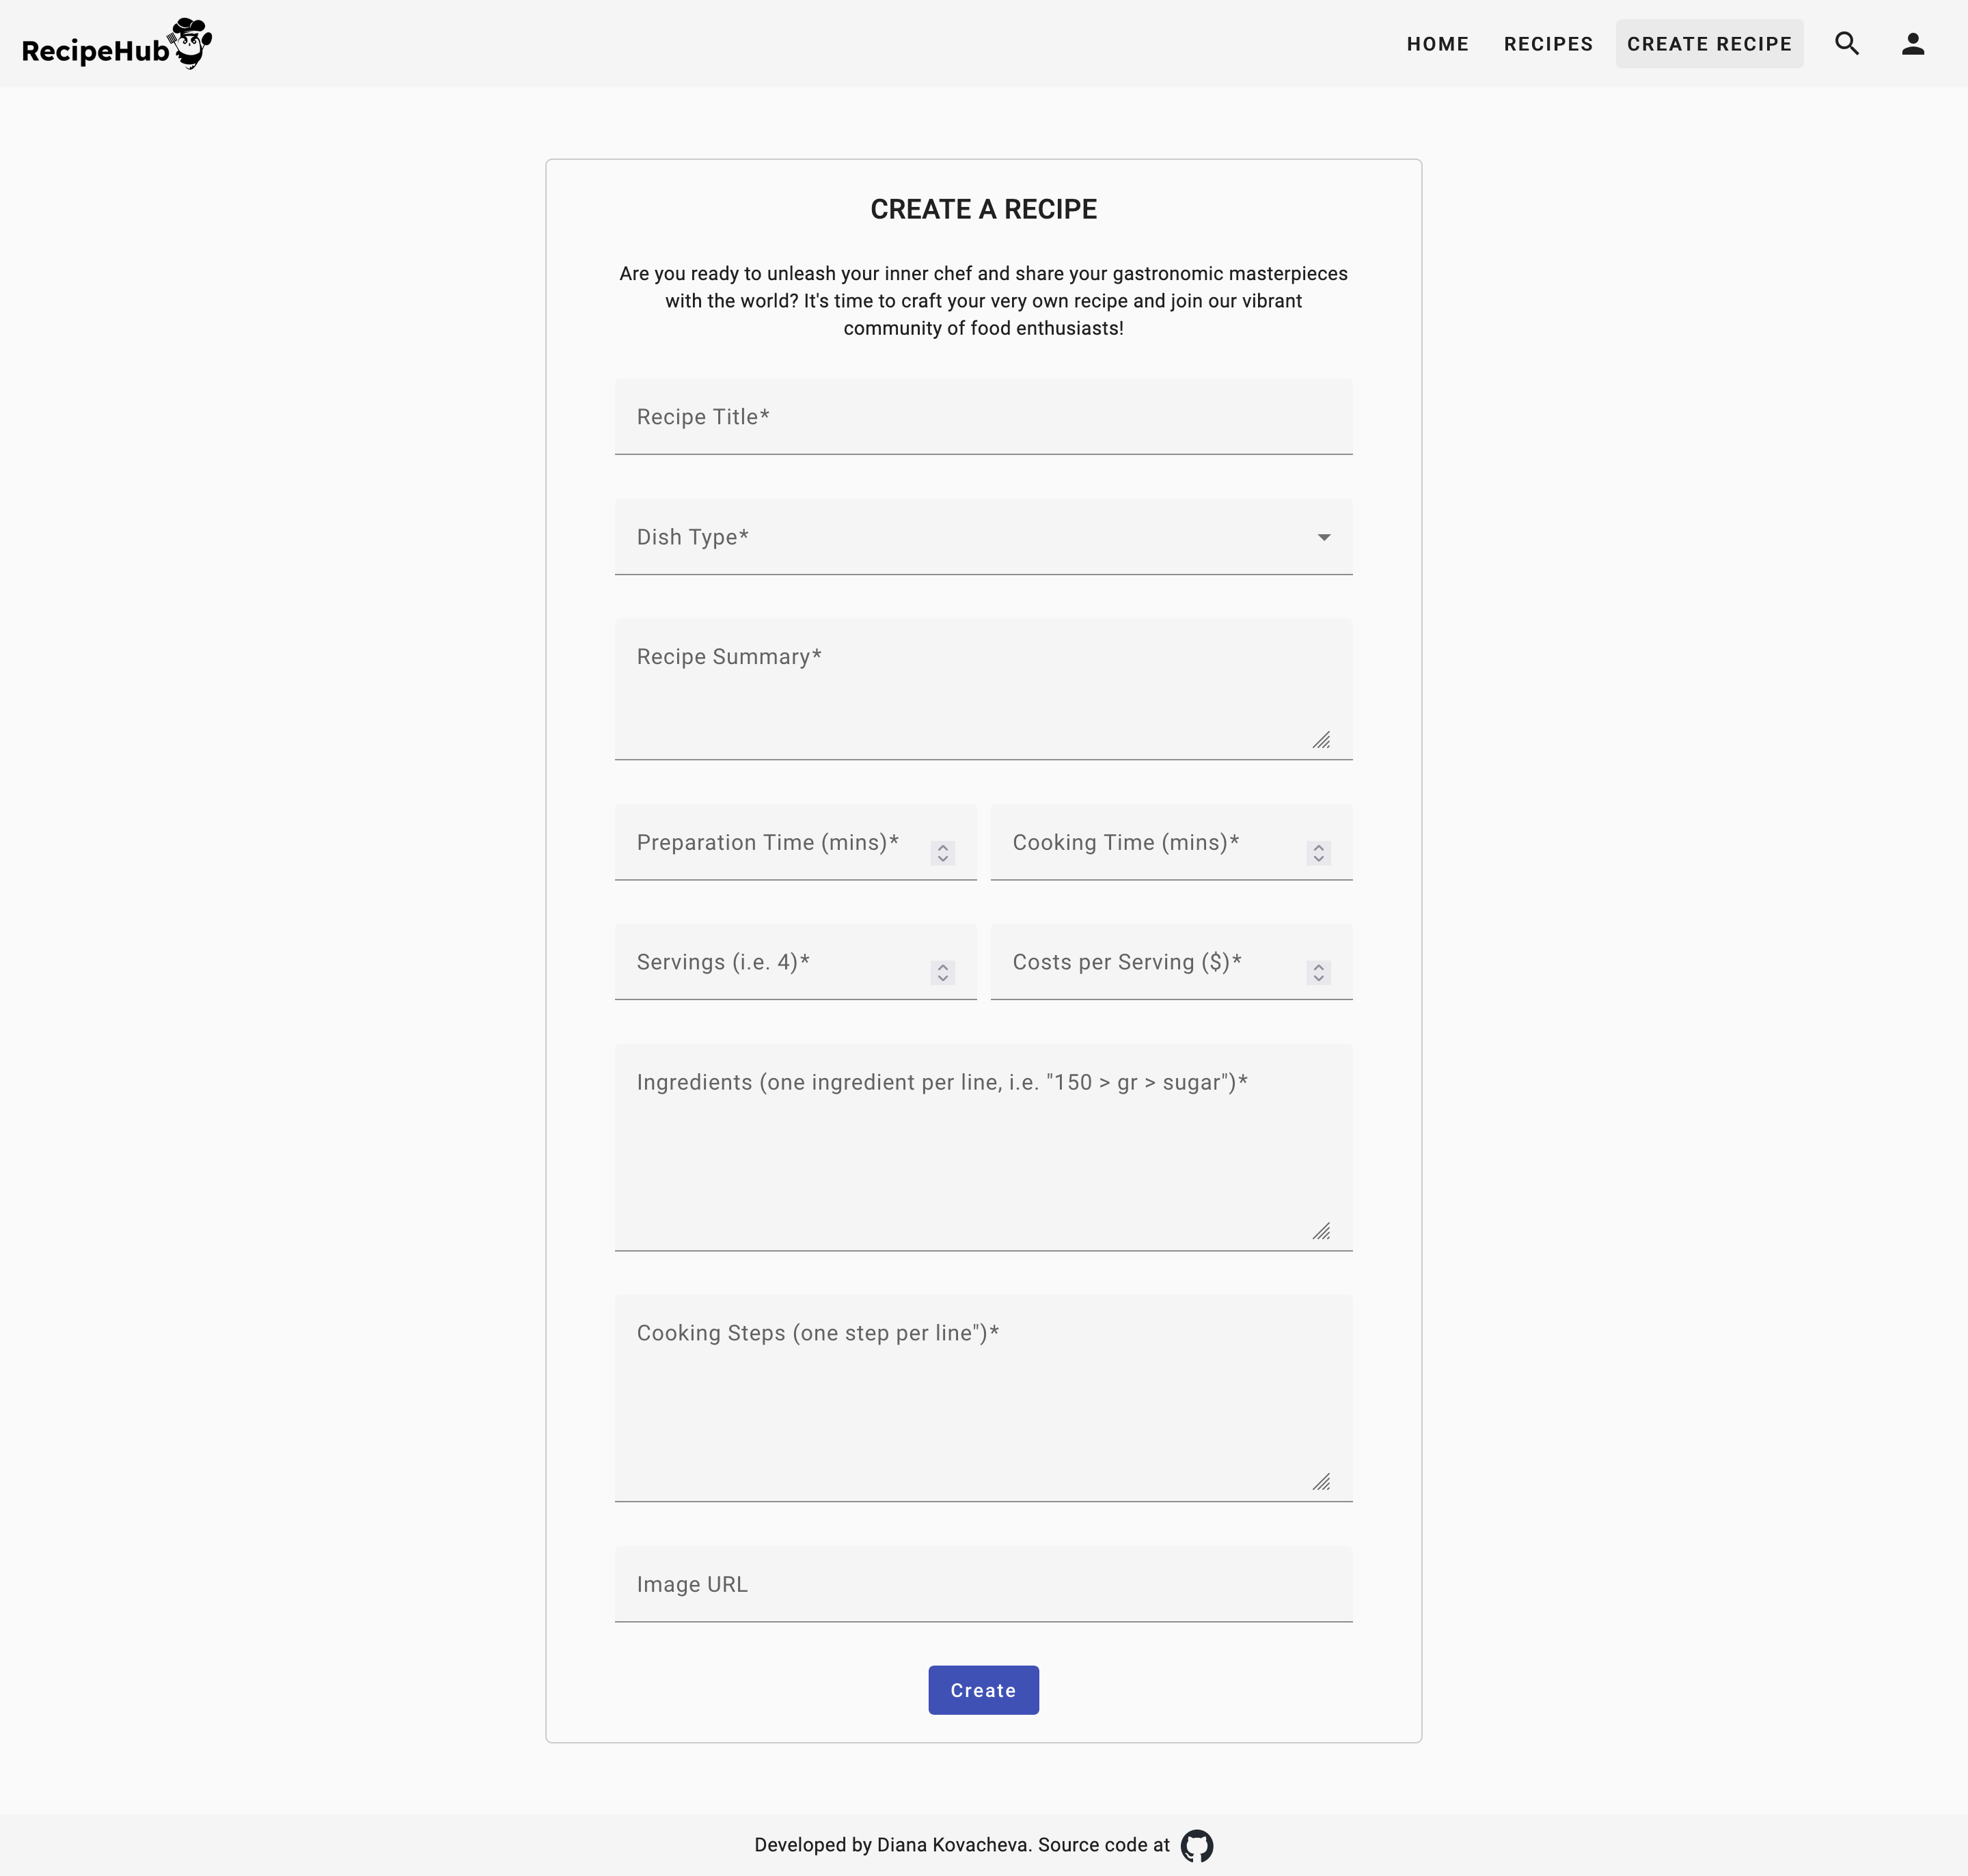 RecipeHub
HOME
RECIPES
CREATE RECIPE
CREATE A RECIPE
Are you ready to unleash your inner chef and share your gastronomic masterpieces
with the world? It's time to craft your very own recipe and join our vibrant
community of food enthusiasts!
Recipe Title*
Dish Type*
Recipe Summary*
Preparation Time (mins)*
Cooking Time (mins)*
Servings (i.e. 4)*
Costs per Serving ($)*
Ingredients (one ingredient per line, i.e. "150 > gr > sugar")*
Cooking Steps (one step per line")*
Image URL
Create
Developed by Diana Kovacheva. Source code at